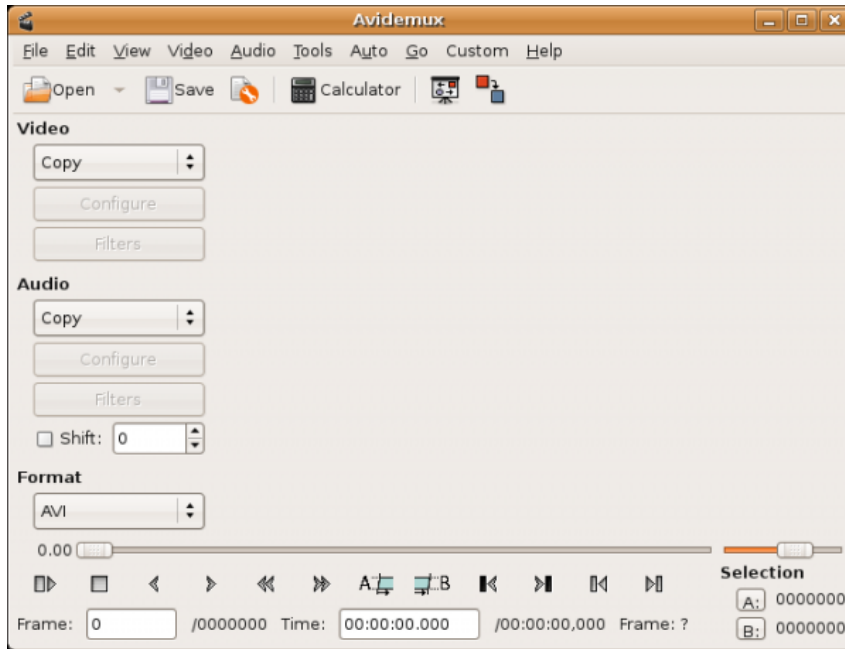 Avidemux
File Edit View Video Audio Tools Auto Go Custom Help
Open Save Calculator
Video
Copy
Configure
Filters
Audio
Copy
Configure
Filters
Shift: 0
Format
AVI
0.00
A B
Selection
A: 0000000
Frame: 0 /0000000 Time: 00:00:00.000 /00:00:00,000 Frame: ?
B: 0000000